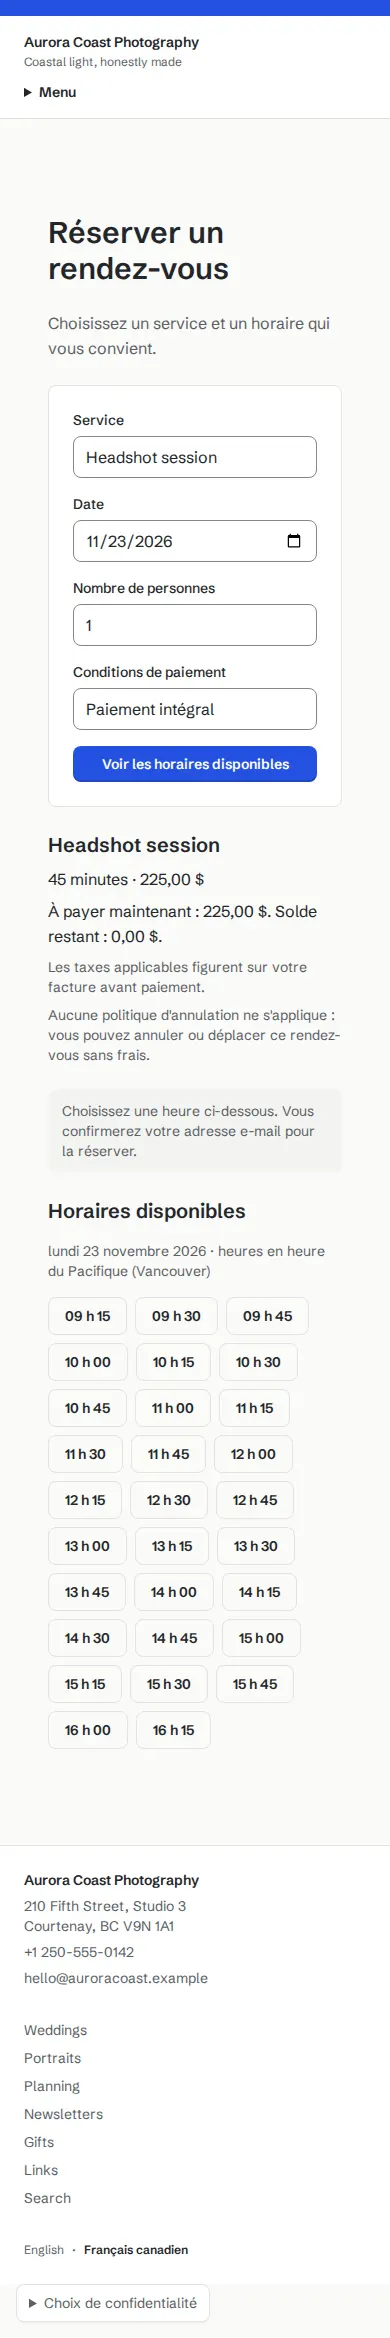 Aurora Coast Photography
Coastal light, honestly made
Menu
Réserver un
rendez-vous
Choisissez un service et un horaire qui
vous convient.
Service
Headshot session
Date
11/23/2026
Nombre de personnes
1
Conditions de paiement
Paiement intégral
Voir les horaires disponibles
Headshot session
45 minutes · 225,00 $
À payer maintenant : 225,00 $. Solde
restant : 0,00 $.
Les taxes applicables figurent sur votre
facture avant paiement.
Aucune politique d'annulation ne s'applique :
vous pouvez annuler ou déplacer ce rendez-
vous sans frais.
Choisissez une heure ci-dessous. Vous
confirmerez votre adresse e-mail pour
la réserver.
Horaires disponibles
lundi 23 novembre 2026 · heures en heure
du Pacifique (Vancouver)
09 h 15 09 h 30 09 h 45
10 h 00 10 h 15 10 h 30
10 h 45 11 h 00 11 h 15
11 h 30 11 h 45 12 h 00
12 h 15 12 h 30 12 h 45
13 h 00 13 h 15 13 h 30
13 h 45 14 h 00 14 h 15
14 h 30 14 h 45 15 h 00
15 h 15 15 h 30 15 h 45
16 h 00 16 h 15
Aurora Coast Photography
210 Fifth Street, Studio 3
Courtenay, BC V9N 1A1
+1 250-555-0142
hello@auroracoast.example
Weddings
Portraits
Planning
Newsletters
Gifts
Links
Search
English · Français canadien
Choix de confidentialité